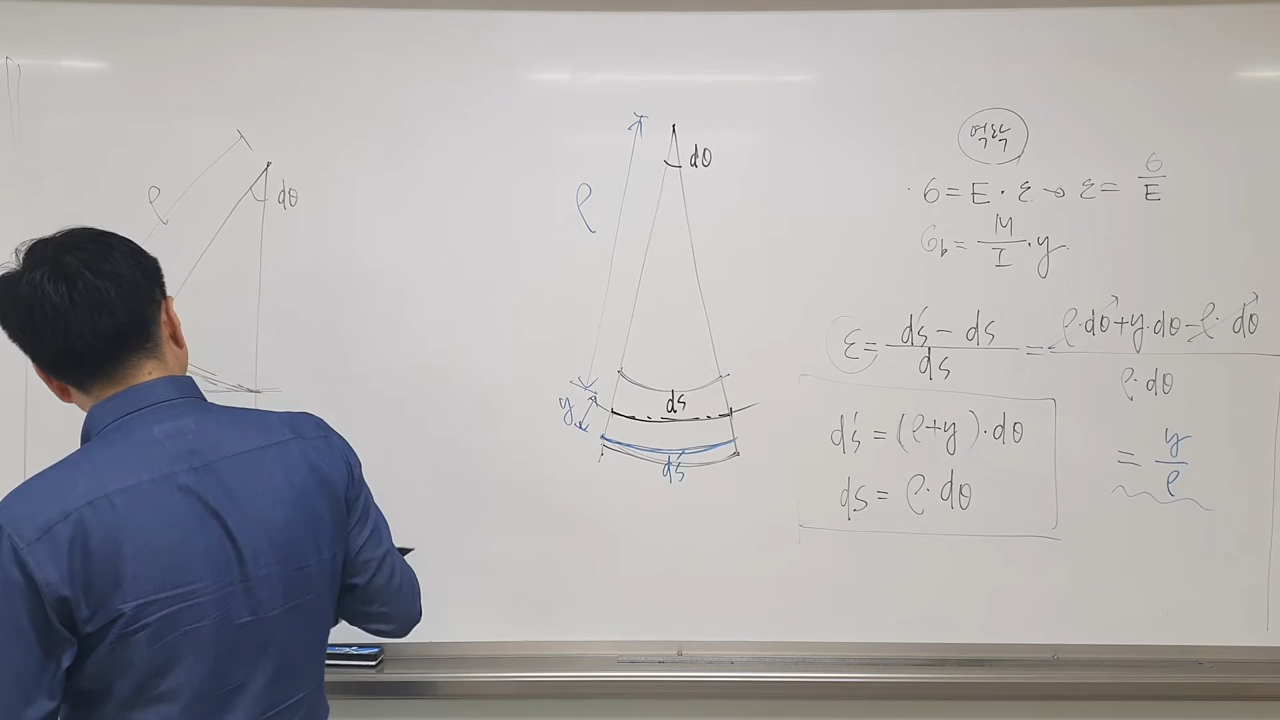 ρ
dθ
dθ
ρ
y
ds
ds'
역학
· σ = E · ε → ε = σ/E
σb = M/I · y
ε = (ds' - ds)/ds = (ρ·dθ + y·dθ - ρ·dθ)/(ρ·dθ)
ds' = (ρ+y)·dθ
ds = ρ·dθ
= y/ρ